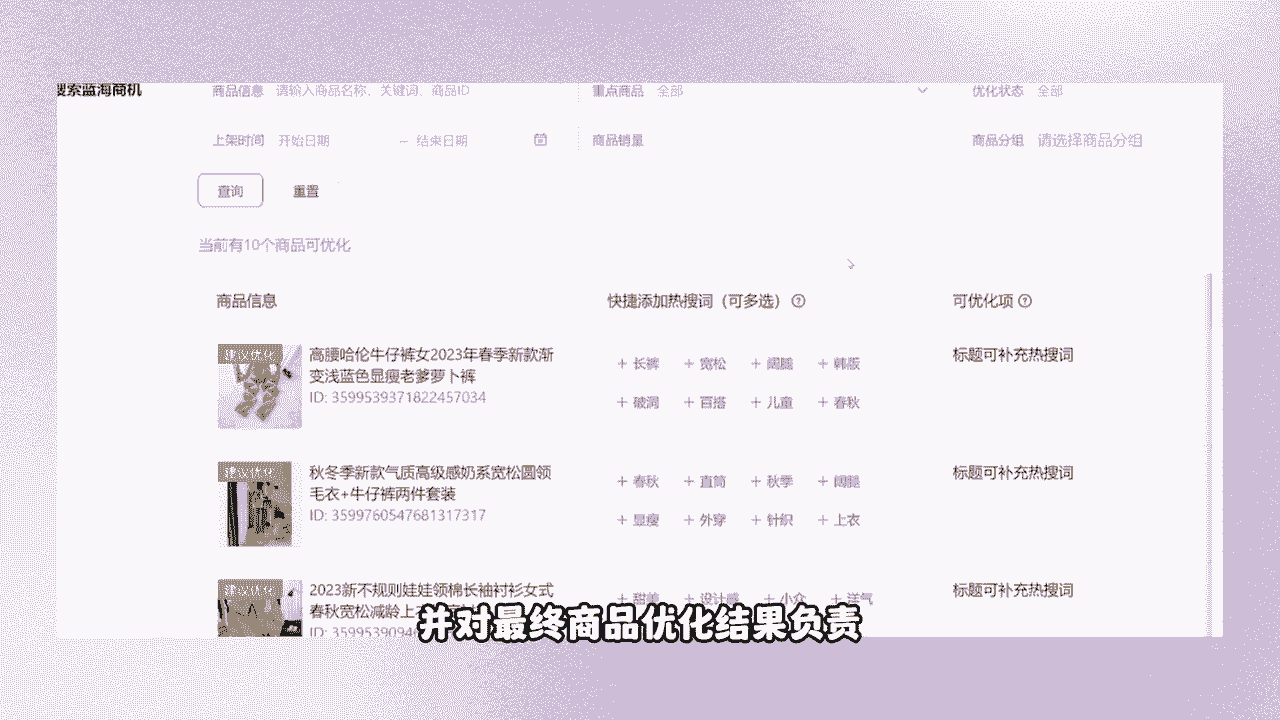 搜索蓝海商机
商品信息 请输入商品名称、关键词、商品ID 重点商品 全部 优化状态 全部
上架时间 开始日期 – 结束日期 商品销量 商品分组 请选择商品分组
查询 重置
当前有10个商品可优化
商品信息 快捷添加热搜词（可多选） 可优化项
建议优化
高腰哈伦牛仔裤女2023年春季新款渐
变浅蓝色显瘦老爹萝卜裤
ID: 3599539371822457034
+ 长裤 + 宽松 + 阔腿 + 韩版
+ 破洞 + 百搭 + 儿童 + 春秋
标题可补充热搜词
建议优化
秋冬季新款气质高级感奶系宽松圆领
毛衣+牛仔裤两件套装
ID: 3599760547681317317
+ 春秋 + 直筒 + 秋季 + 阔腿
+ 显瘦 + 外穿 + 针织 + 上衣
标题可补充热搜词
建议优化
2023新不规则娃娃领棉长袖衬衫女式
春秋宽松减龄上
ID: 359953909
+ 甜美 + 设计感 + 小众 + 洋气
标题可补充热搜词
并对最终商品优化结果负责